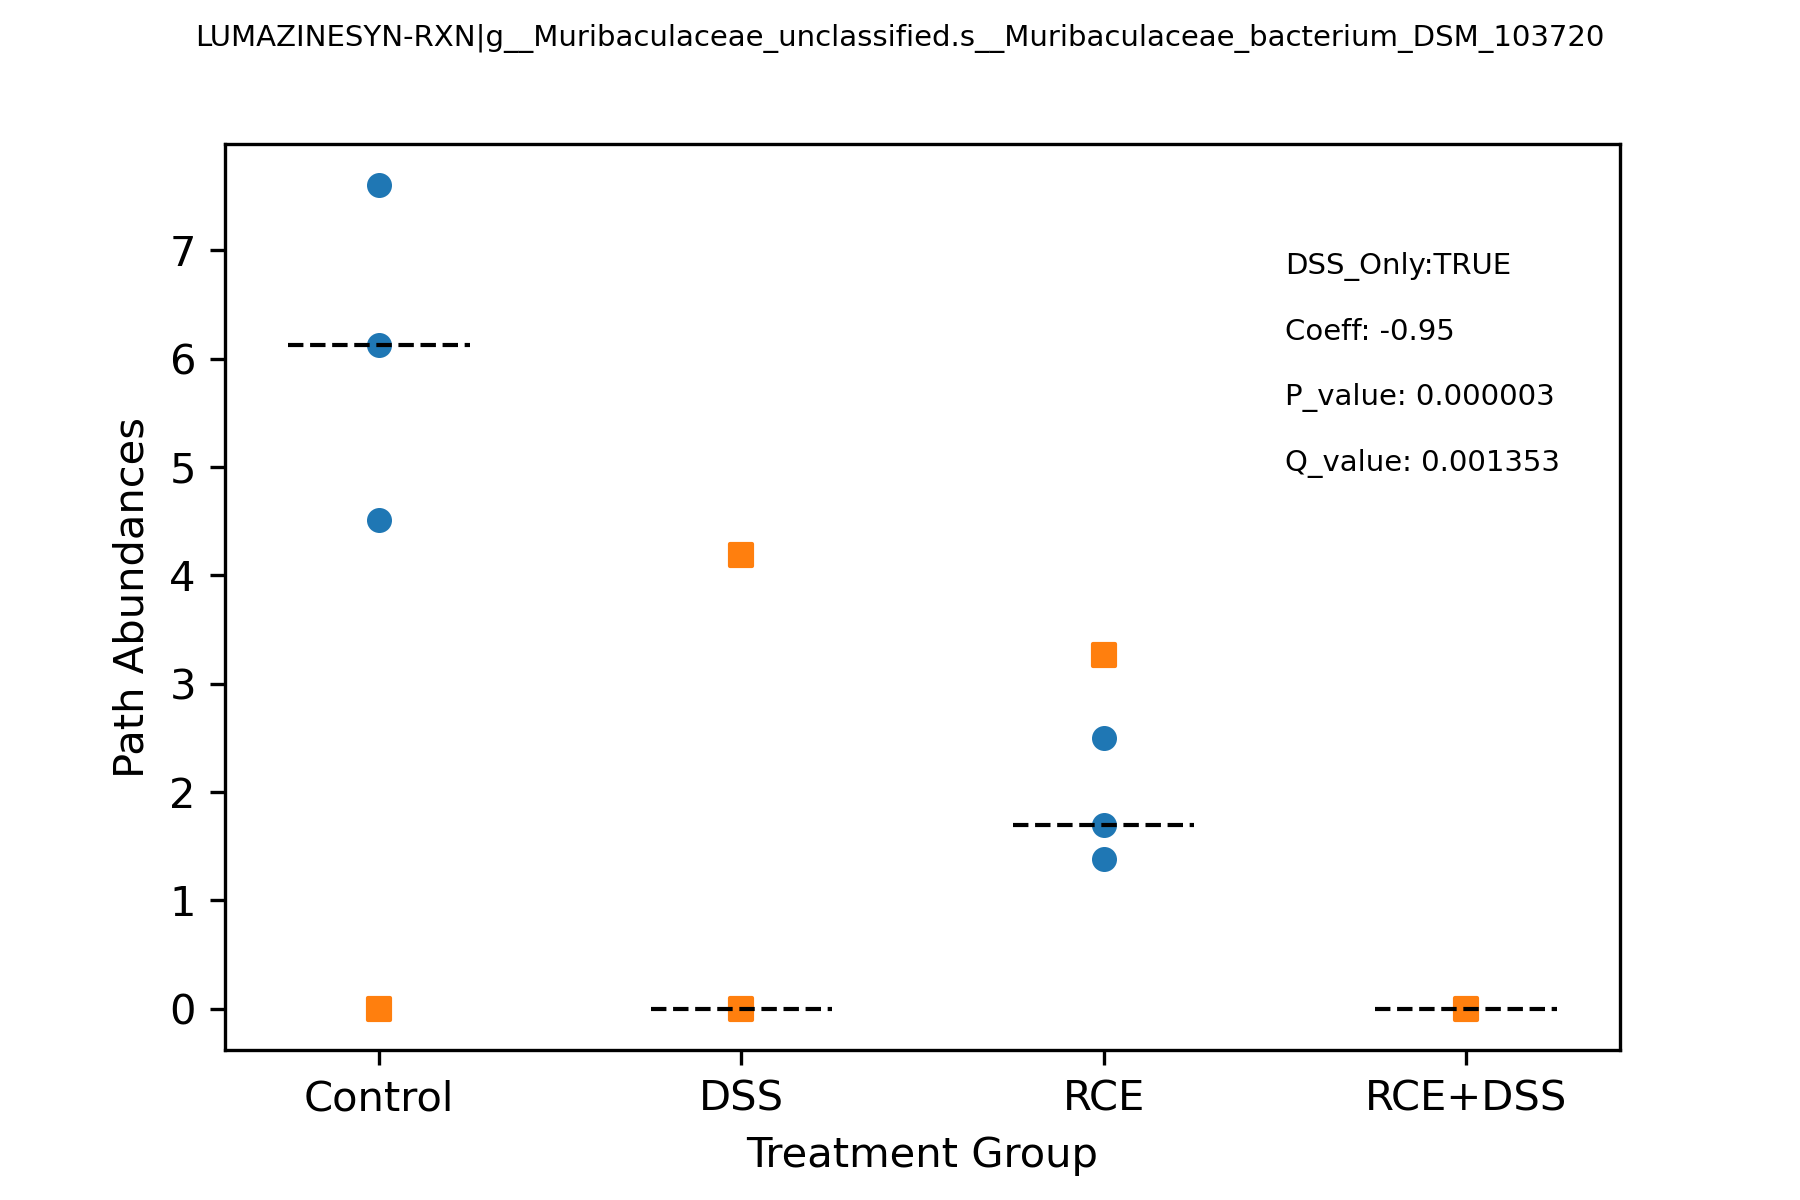 LUMAZINESYN-RXN|g__Muribaculaceae_unclassified.s__Muribaculaceae_bacterium_DSM_103720
7
6
5
4
3
2
1
0
Path Abundances
DSS_Only:TRUE
Coeff: -0.95
P_value: 0.000003
Q_value: 0.001353
Control DSS RCE RCE+DSS
Treatment Group